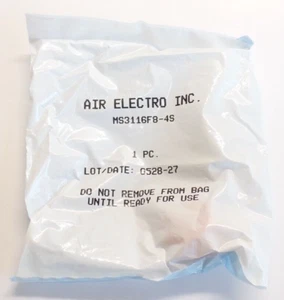 AIR ELECTRO INC.
MS3116F8-4S
1 PC.
LOT/DATE: 0528-27
DO NOT REMOVE FROM BAG
UNTIL READY FOR USE